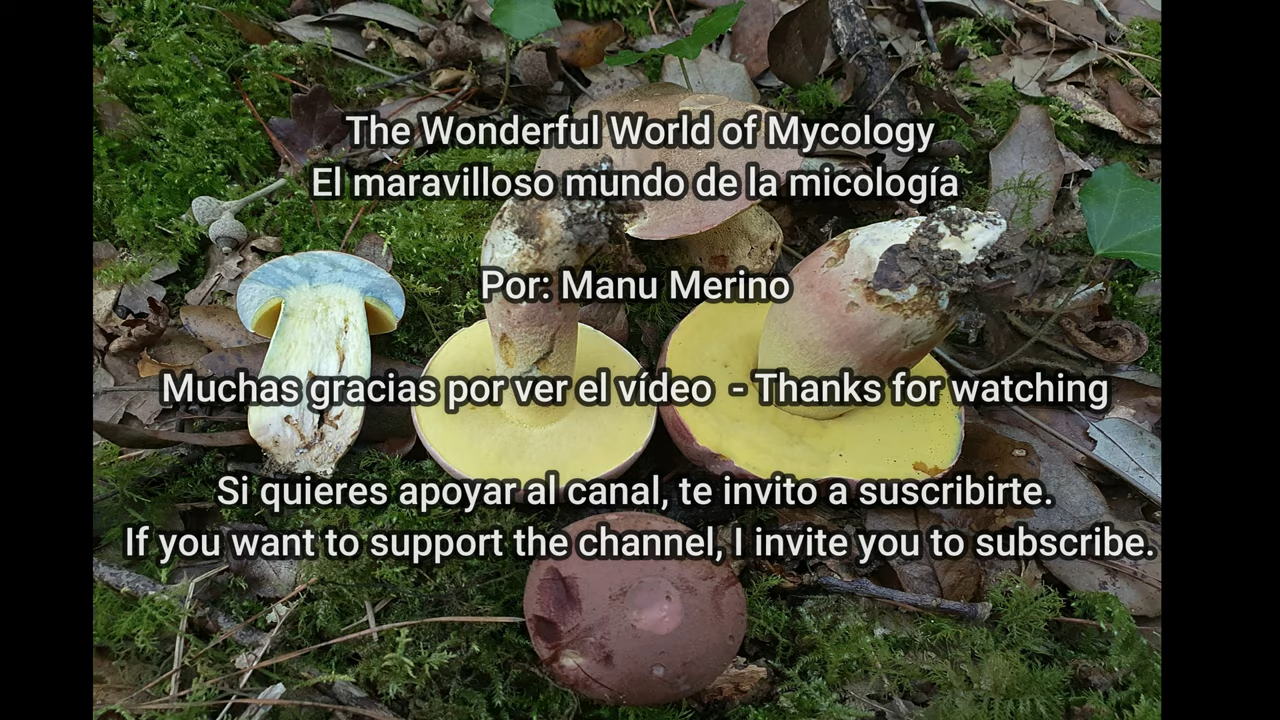 The Wonderful World of Mycology
El maravilloso mundo de la micología
Por: Manu Merino
Muchas gracias por ver el vídeo - Thanks for watching
Si quieres apoyar al canal, te invito a suscribirte.
If you want to support the channel, I invite you to subscribe.